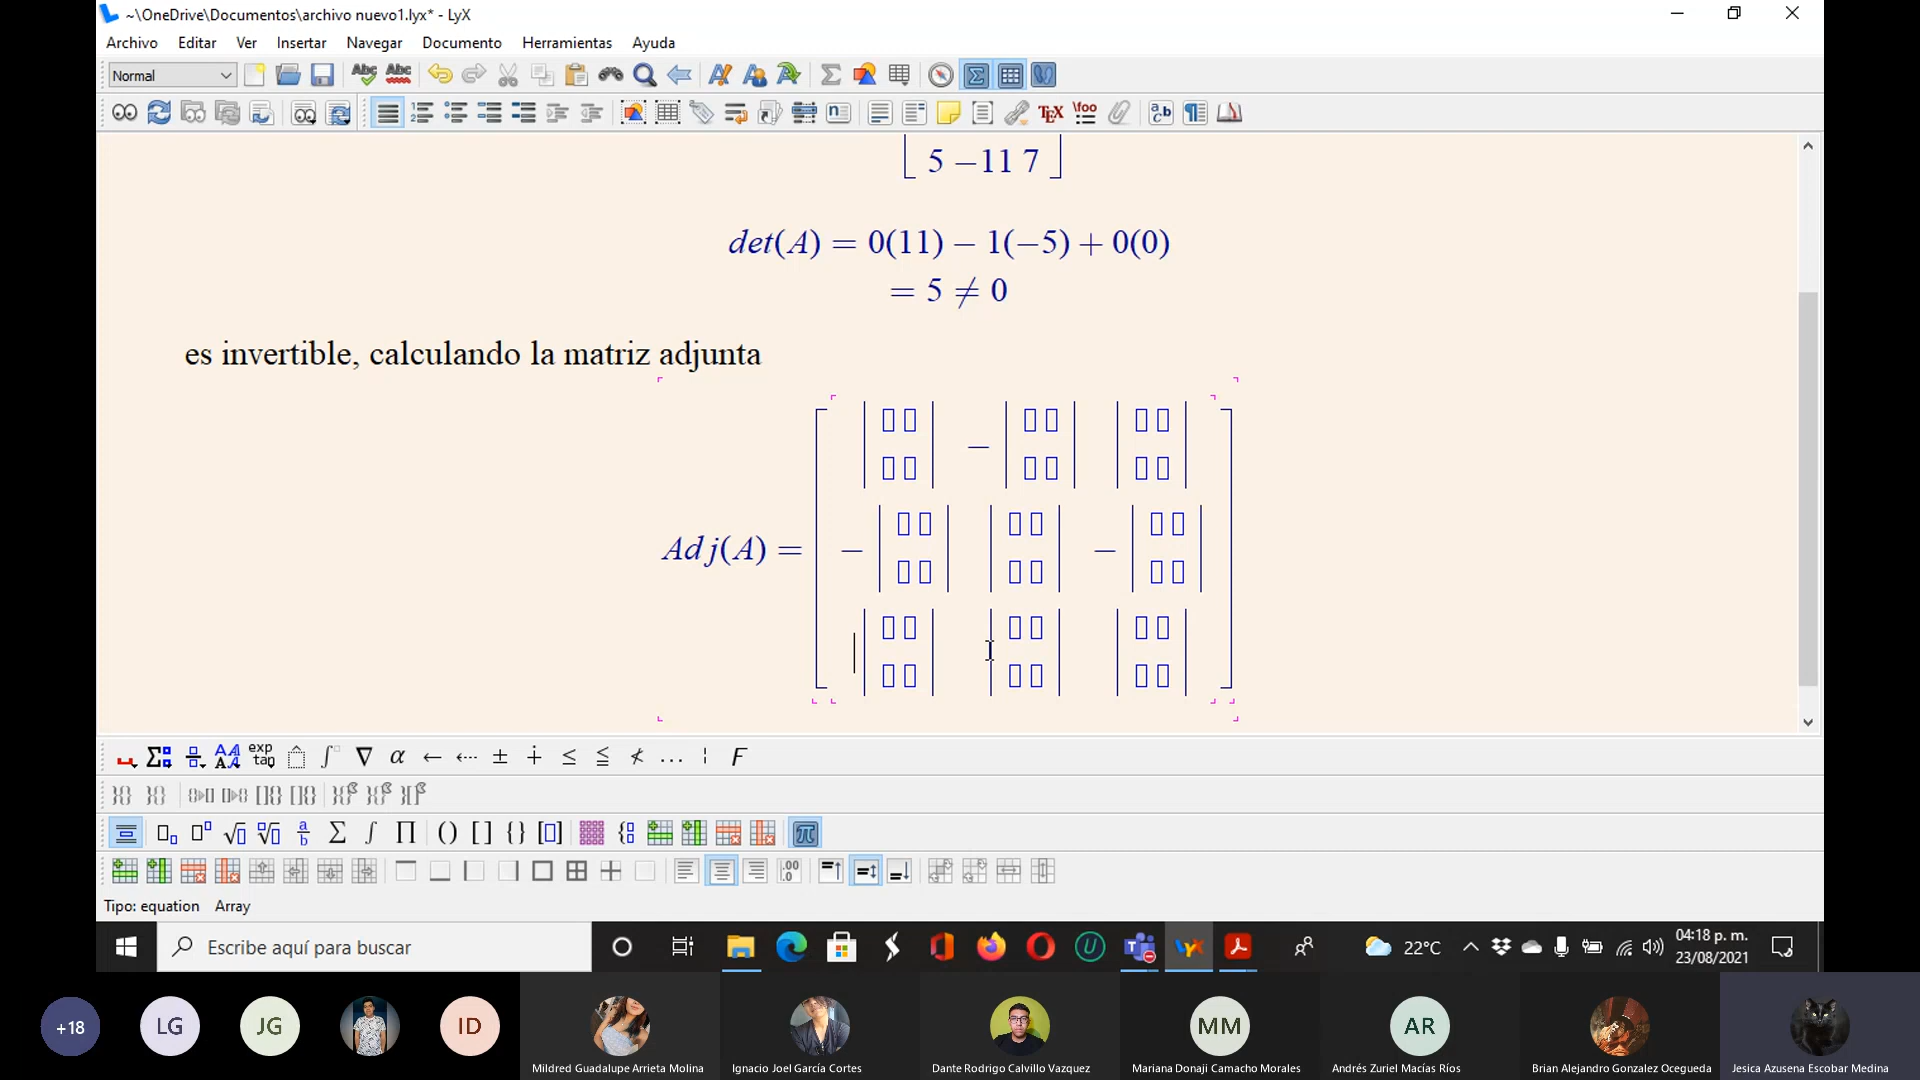 ~\OneDrive\Documentos\archivo nuevo1.lyx* - LyX
Archivo Editar Ver Insertar Navegar Documento Herramientas Ayuda
Normal
5 −11 7
det(A) = 0(11) − 1(−5) + 0(0)
= 5 ≠ 0
es invertible, calculando la matriz adjunta
Adj(A) =
Tipo: equation Array
Escribe aquí para buscar
22°C
04:18 p. m.
23/08/2021
+18
LG
JG
ID
MM
AR
Mildred Guadalupe Arrieta Molina
Ignacio Joel García Cortes
Dante Rodrigo Calvillo Vazquez
Mariana Donaji Camacho Morales
Andrés Zuriel Macías Ríos
Brian Alejandro Gonzalez Ocegueda
Jesica Azusena Escobar Medina